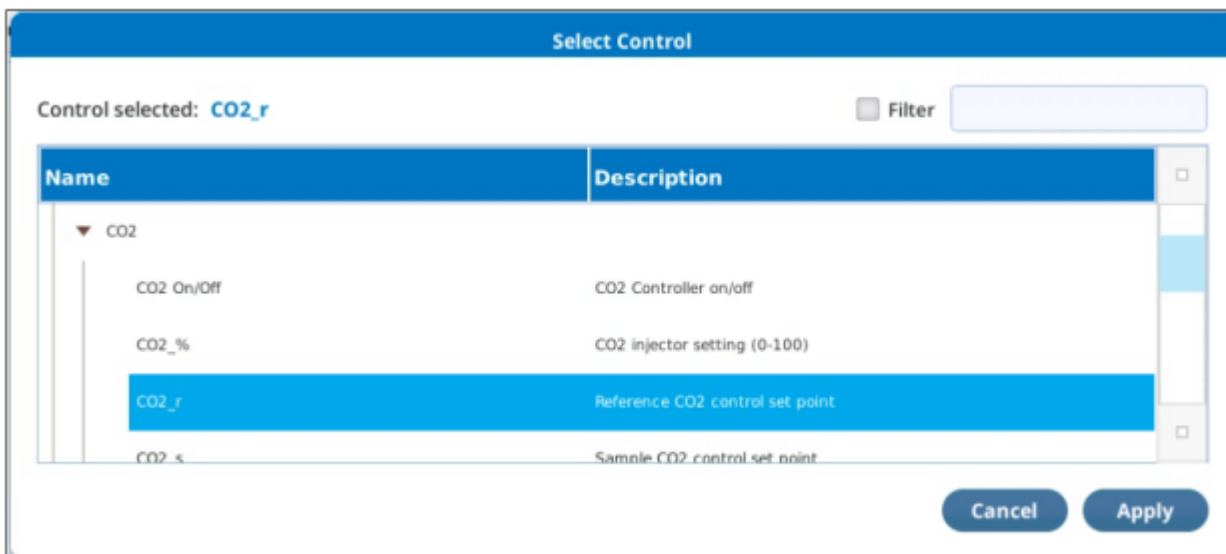 Select Control
Control selected: CO2_r Filter
Name Description
CO2
CO2 On/Off CO2 Controller on/off
CO2_% CO2 injector setting (0-100)
CO2_r Reference CO2 control set point
CO2_s Sample CO2 control set point
Cancel Apply